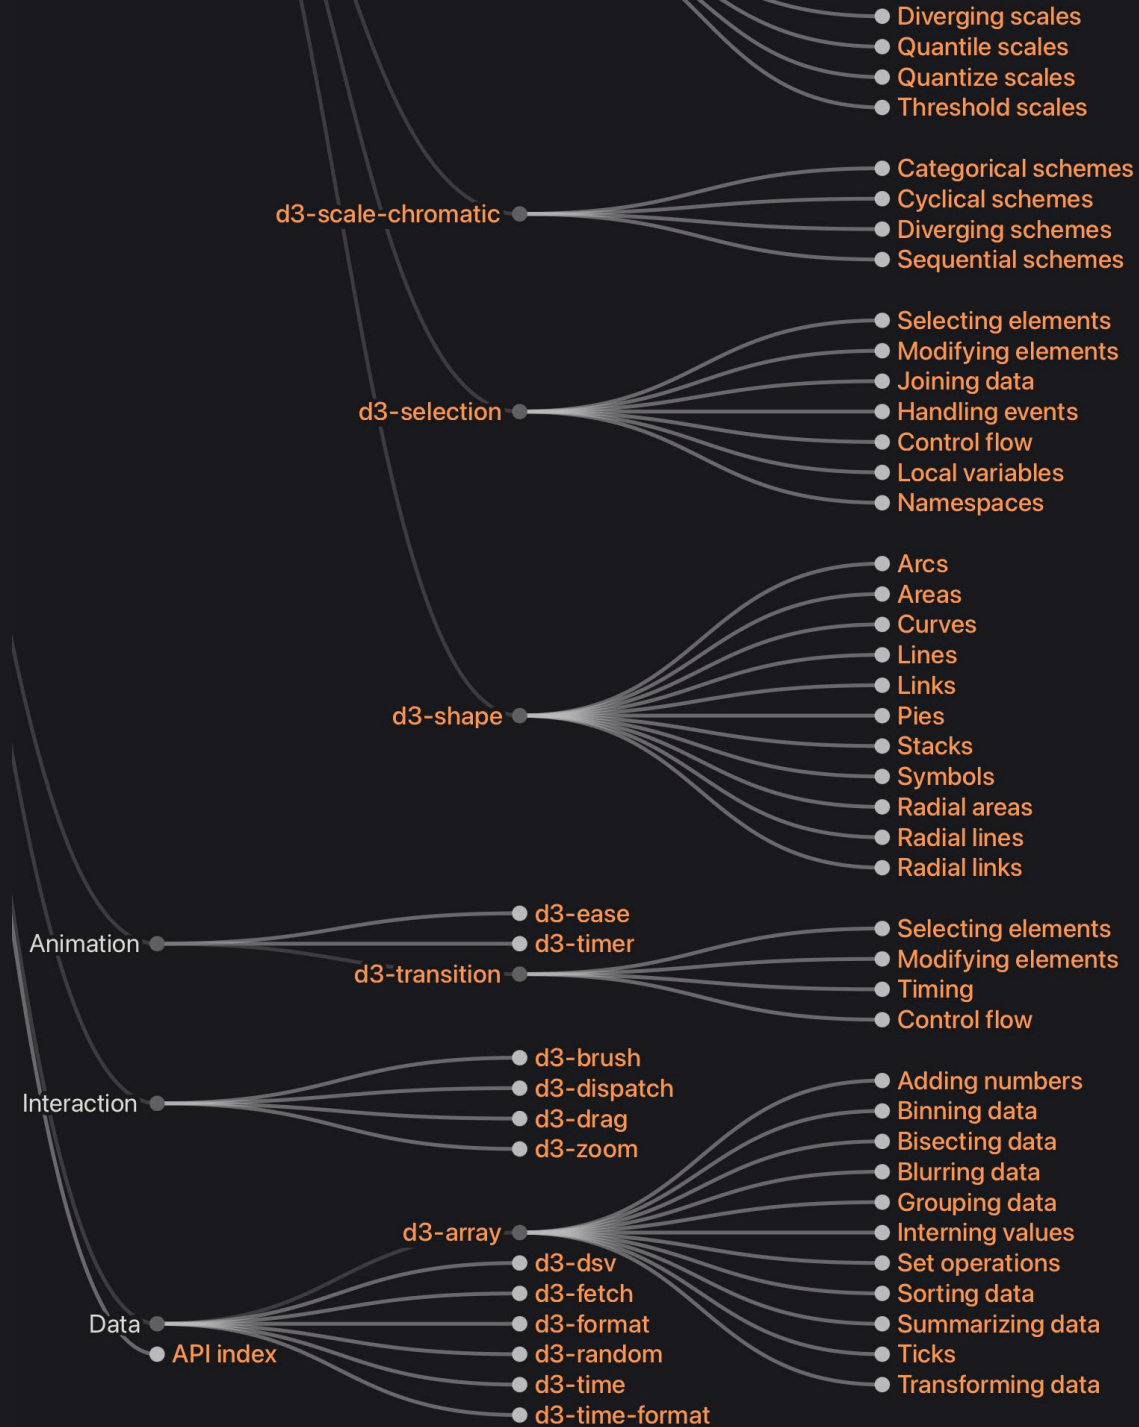 Diverging scales
Quantile scales
Quantize scales
Threshold scales
d3-scale-chromatic
Categorical schemes
Cyclical schemes
Diverging schemes
Sequential schemes
d3-selection
Selecting elements
Modifying elements
Joining data
Handling events
Control flow
Local variables
Namespaces
d3-shape
Arcs
Areas
Curves
Lines
Links
Pies
Stacks
Symbols
Radial areas
Radial lines
Radial links
Animation
d3-ease
d3-timer
d3-transition
Selecting elements
Modifying elements
Timing
Control flow
Interaction
d3-brush
d3-dispatch
d3-drag
d3-zoom
Data
d3-array
Adding numbers
Binning data
Bisecting data
Blurring data
Grouping data
Interning values
Set operations
Sorting data
Summarizing data
Ticks
Transforming data
d3-dsv
d3-fetch
d3-format
d3-random
d3-time
d3-time-format
API index